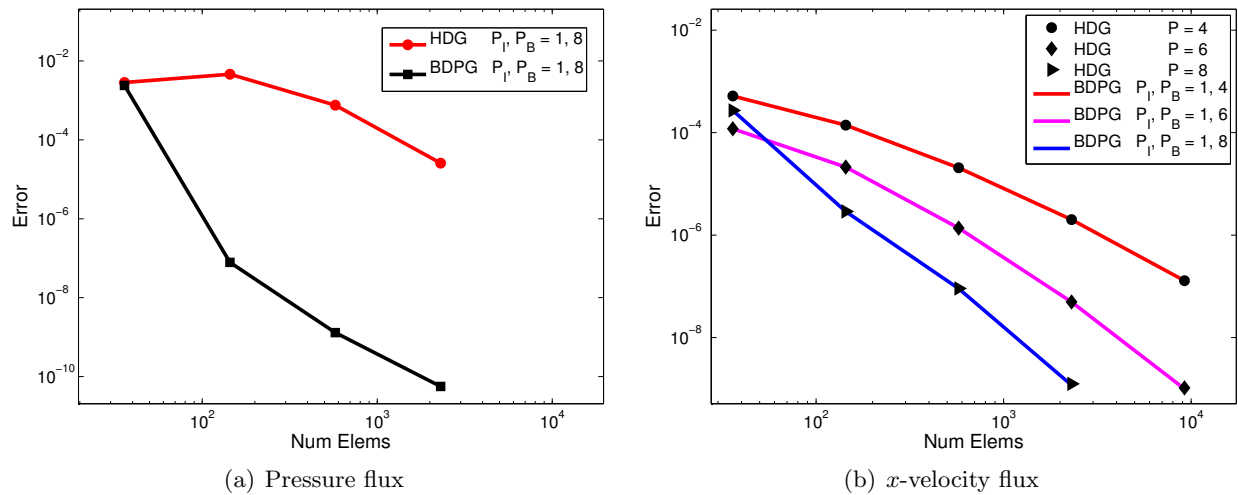 HDG P_I, P_B = 1, 8
BDPG P_I, P_B = 1, 8
10^-2
10^-4
10^-6
10^-8
10^-10
Error
10^2
10^3
10^4
Num Elems
(a) Pressure flux
HDG P = 4
HDG P = 6
HDG P = 8
BDPG P_I, P_B = 1, 4
BDPG P_I, P_B = 1, 6
BDPG P_I, P_B = 1, 8
10^-2
10^-4
10^-6
10^-8
Error
10^2
10^3
10^4
Num Elems
(b) x-velocity flux